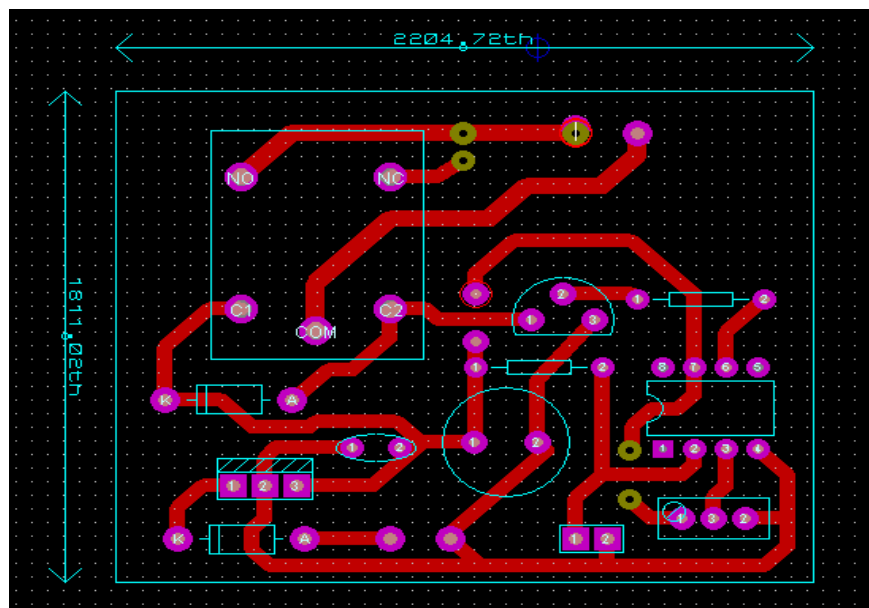 2204.72th
1811.02th
NO NC
2 1 2
C1 C2 1 3
COM
1 2 8 7 6 5
K A
1 2 1 2 1 2 3 4
1 2 3
1 3 2
K A 1 2